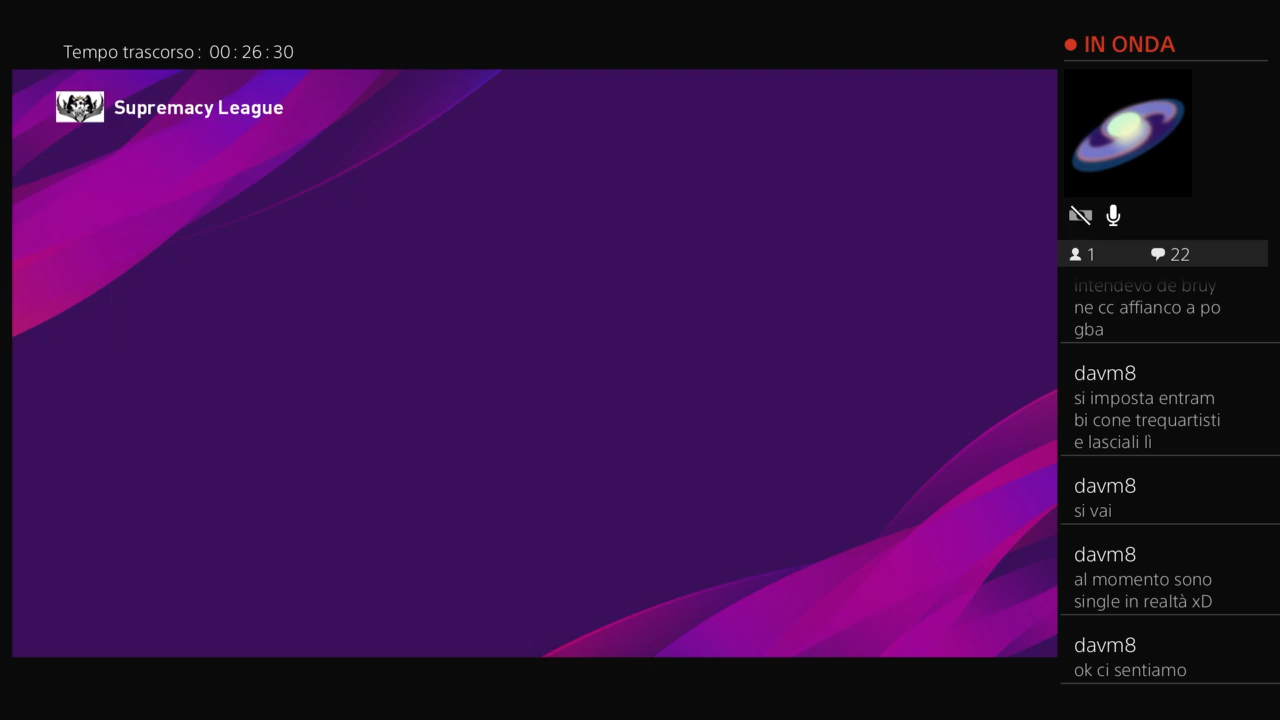 Tempo trascorso : 00 : 26 : 30
IN ONDA
Supremacy League
1
22
intendevo de bruy
ne cc affianco a po
gba
davm8
si imposta entram
bi cone trequartisti
e lasciali lì
davm8
si vai
davm8
al momento sono
single in realtà xD
davm8
ok ci sentiamo